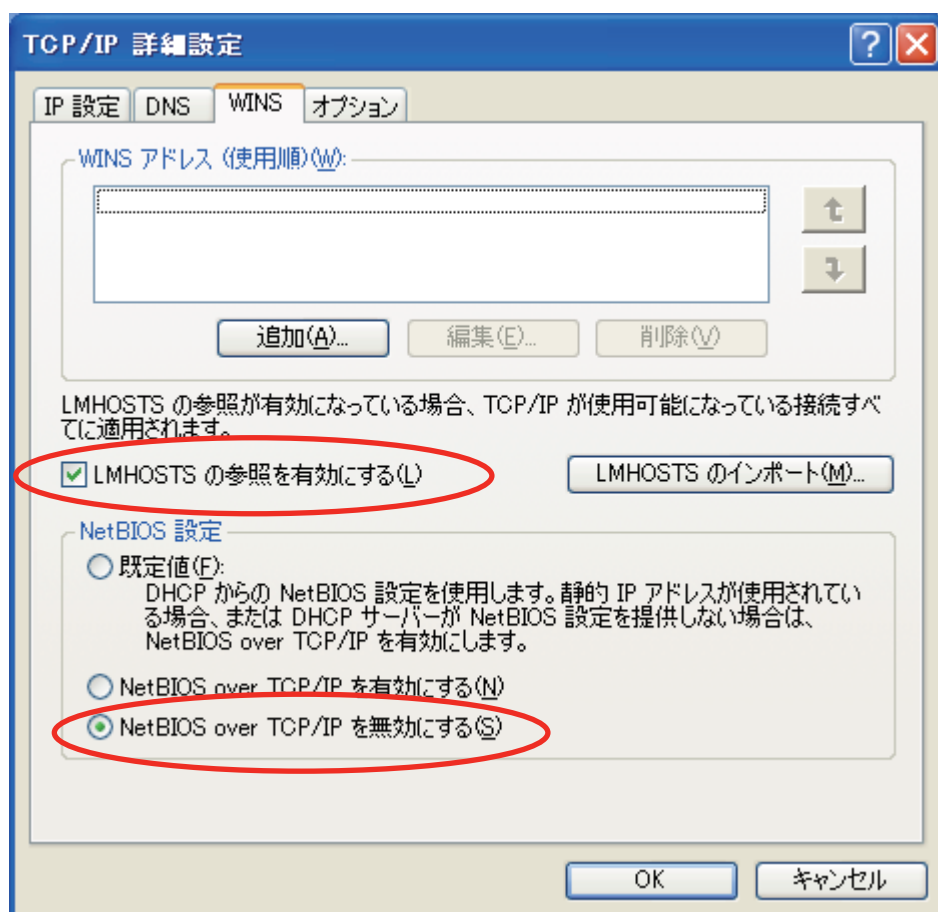 TCP/IP 詳細設定
IP 設定 DNS WINS オプション
WINS アドレス (使用順)(W):
追加(A)... 編集(E)... 削除(V)
LMHOSTS の参照が有効になっている場合、TCP/IP が使用可能になっている接続すべ
てに適用されます。
LMHOSTS の参照を有効にする(L) LMHOSTS のインポート(M)...
NetBIOS 設定
既定値(F):
DHCP からの NetBIOS 設定を使用します。静的 IP アドレスが使用されてい
る場合、または DHCP サーバーが NetBIOS 設定を提供しない場合は、
NetBIOS over TCP/IP を有効にします。
NetBIOS over TCP/IP を有効にする(N)
NetBIOS over TCP/IP を無効にする(S)
OK キャンセル